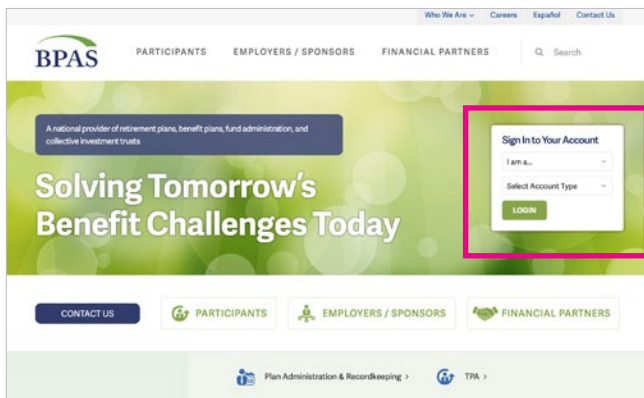 Who We Are Careers Español Contact Us
BPAS
PARTICIPANTS EMPLOYERS / SPONSORS FINANCIAL PARTNERS Search
A national provider of retirement plans, benefit plans, fund administration, and
collective investment trusts
Solving Tomorrow's
Benefit Challenges Today
Sign In to Your Account
I am a...
Select Account Type
LOGIN
CONTACT US PARTICIPANTS EMPLOYERS / SPONSORS FINANCIAL PARTNERS
Plan Administration & Recordkeeping > TPA >